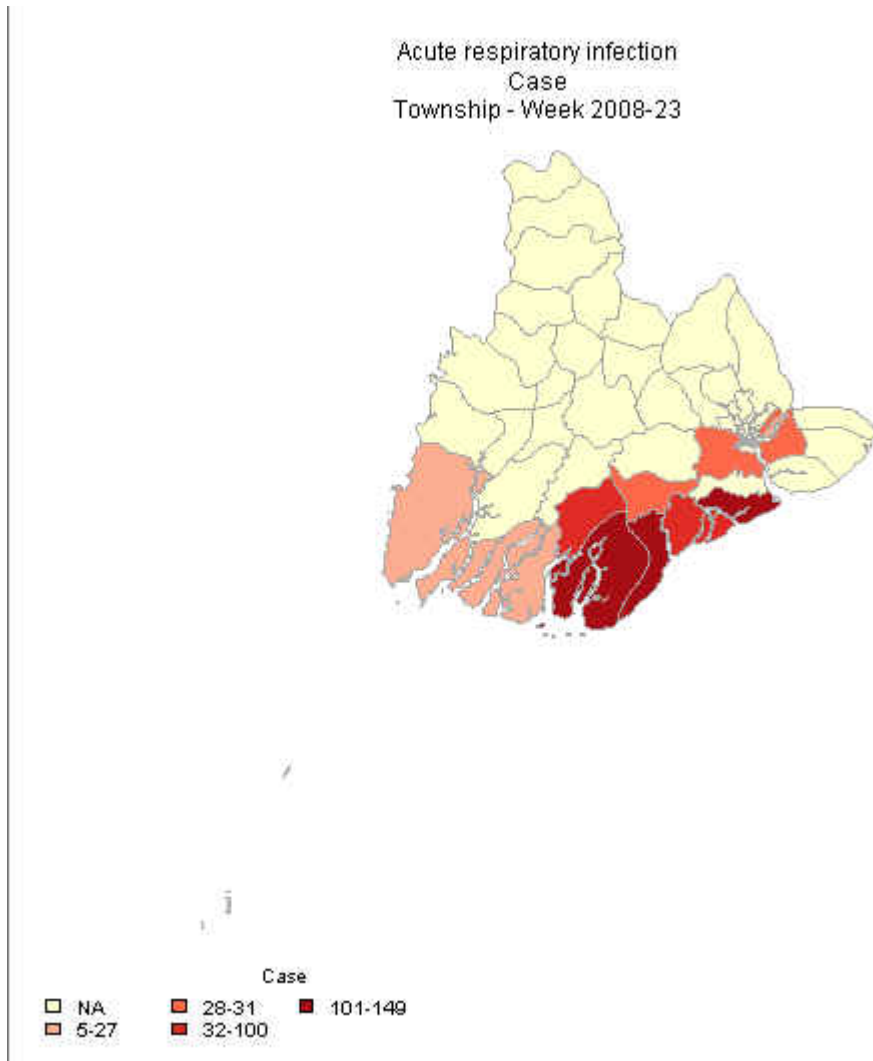 Acute respiratory infection
Case
Township - Week 2008-23
Case
NA
28-31
101-149
5-27
32-100